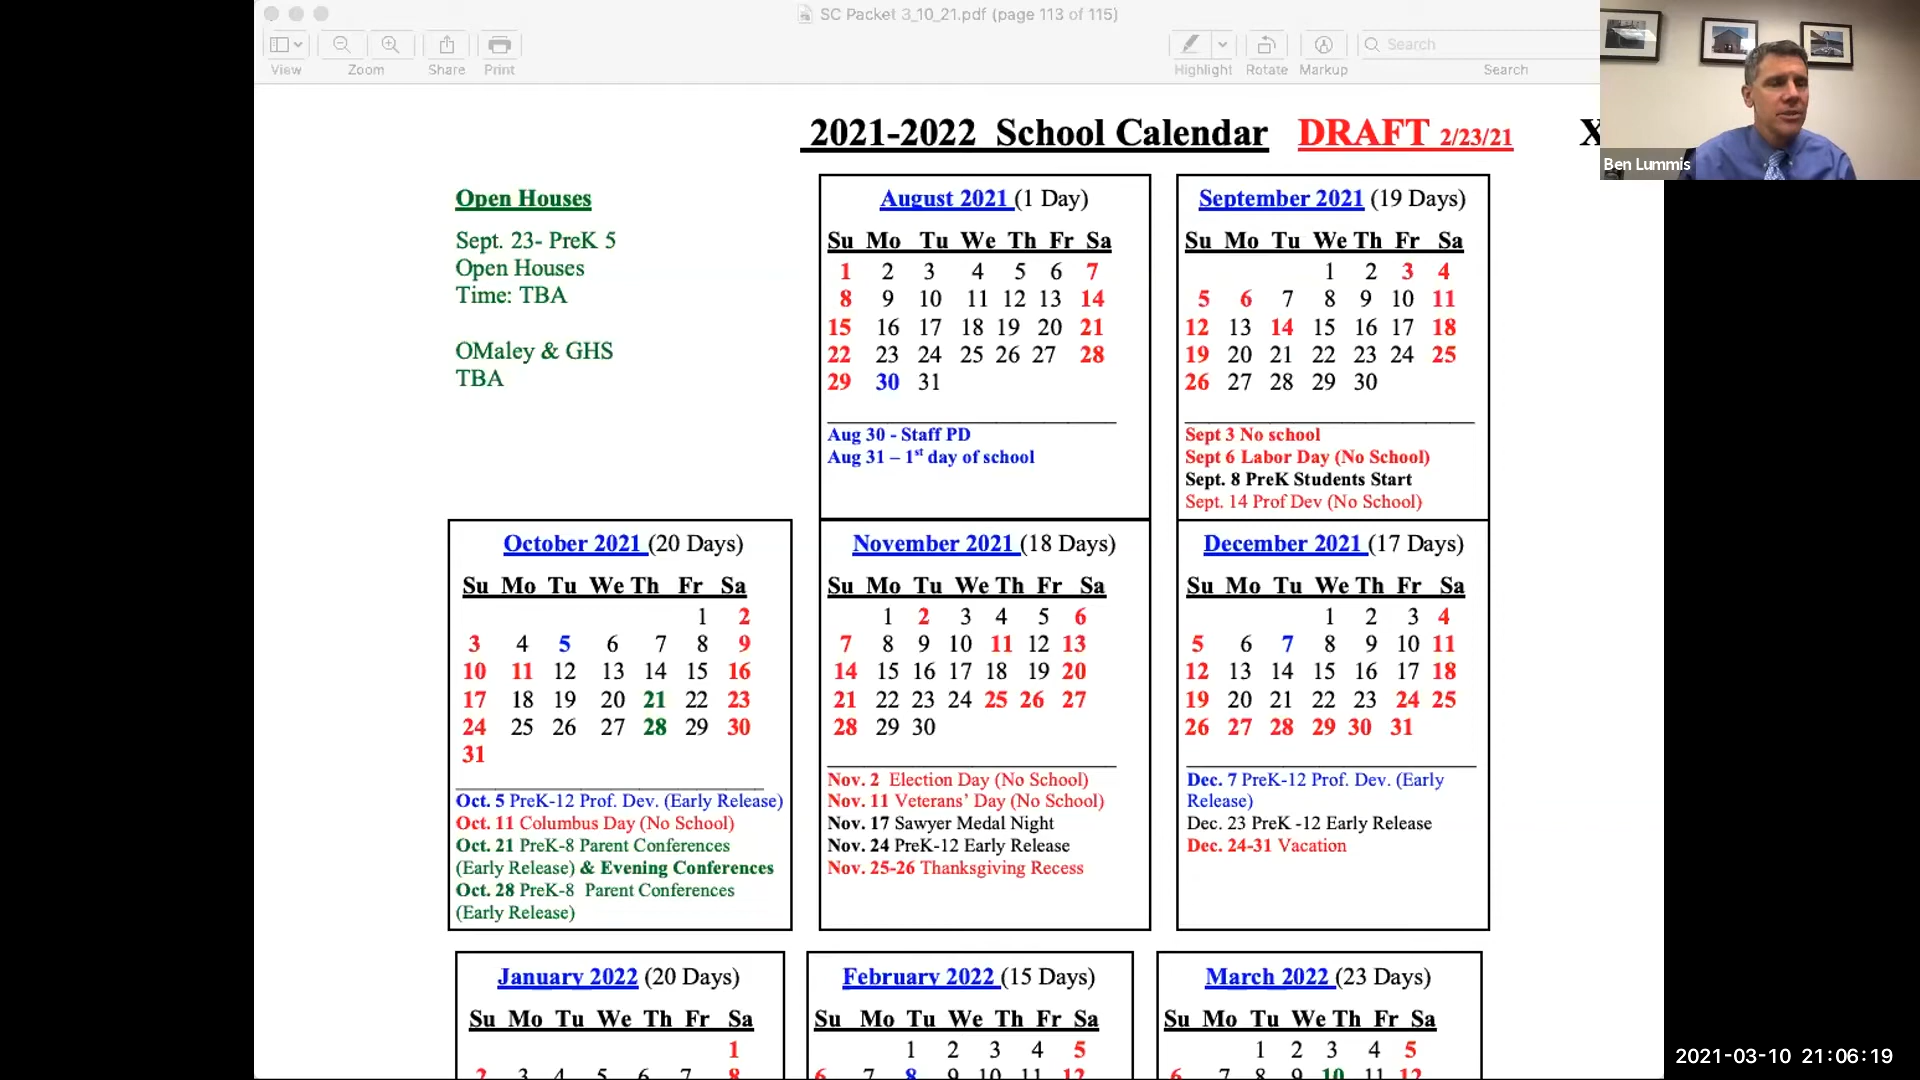 SC Packet 3_10_21.pdf (page 113 of 115)
View Zoom Share Print Highlight Rotate Markup Search
Search
Ben Lummis
2021-2022 School Calendar DRAFT 2/23/21 X
Open Houses
Sept. 23- PreK 5
Open Houses
Time: TBA
OMaley & GHS
TBA
August 2021 (1 Day)
Su Mo Tu We Th Fr Sa
1 2 3 4 5 6 7
8 9 10 11 12 13 14
15 16 17 18 19 20 21
22 23 24 25 26 27 28
29 30 31
Aug 30 - Staff PD
Aug 31 – 1st day of school
September 2021 (19 Days)
Su Mo Tu We Th Fr Sa
1 2 3 4
5 6 7 8 9 10 11
12 13 14 15 16 17 18
19 20 21 22 23 24 25
26 27 28 29 30
Sept 3 No school
Sept 6 Labor Day (No School)
Sept. 8 PreK Students Start
Sept. 14 Prof Dev (No School)
October 2021 (20 Days)
Su Mo Tu We Th Fr Sa
1 2
3 4 5 6 7 8 9
10 11 12 13 14 15 16
17 18 19 20 21 22 23
24 25 26 27 28 29 30
31
Oct. 5 PreK-12 Prof. Dev. (Early Release)
Oct. 11 Columbus Day (No School)
Oct. 21 PreK-8 Parent Conferences
(Early Release) & Evening Conferences
Oct. 28 PreK-8 Parent Conferences
(Early Release)
November 2021 (18 Days)
Su Mo Tu We Th Fr Sa
1 2 3 4 5 6
7 8 9 10 11 12 13
14 15 16 17 18 19 20
21 22 23 24 25 26 27
28 29 30
Nov. 2 Election Day (No School)
Nov. 11 Veterans' Day (No School)
Nov. 17 Sawyer Medal Night
Nov. 24 PreK-12 Early Release
Nov. 25-26 Thanksgiving Recess
December 2021 (17 Days)
Su Mo Tu We Th Fr Sa
1 2 3 4
5 6 7 8 9 10 11
12 13 14 15 16 17 18
19 20 21 22 23 24 25
26 27 28 29 30 31
Dec. 7 PreK-12 Prof. Dev. (Early
Release)
Dec. 23 PreK -12 Early Release
Dec. 24-31 Vacation
January 2022 (20 Days)
Su Mo Tu We Th Fr Sa
1
2 3 4 5 6 7 8
February 2022 (15 Days)
Su Mo Tu We Th Fr Sa
1 2 3 4 5
6 7 8 9 10 11 12
March 2022 (23 Days)
Su Mo Tu We Th Fr Sa
1 2 3 4 5
6 7 8 9 10 11 12
2021-03-10 21:06:19